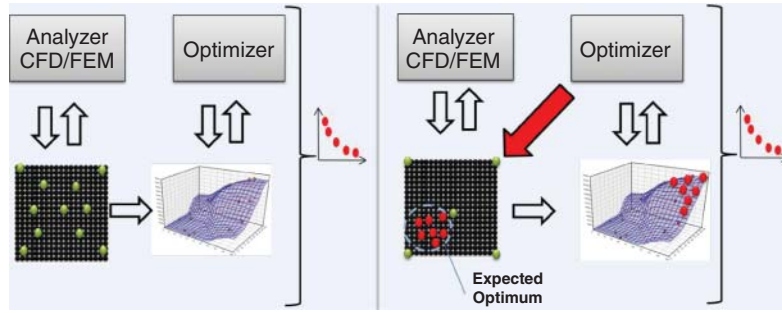 Analyzer
CFD/FEM
Optimizer
Analyzer
CFD/FEM
Optimizer
Expected
Optimum